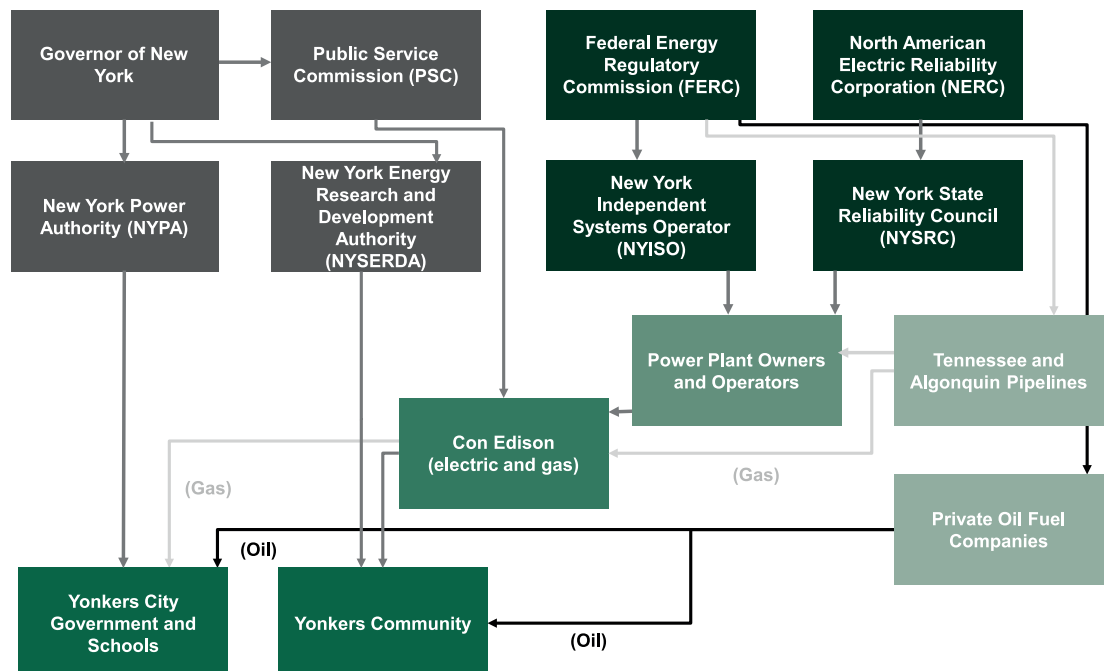 Governor of New
York
Public Service
Commission (PSC)
Federal Energy
Regulatory
Commission (FERC)
North American
Electric Reliability
Corporation (NERC)
New York Power
Authority (NYPA)
New York Energy
Research and
Development
Authority
(NYSERDA)
New York
Independent
Systems Operator
(NYISO)
New York State
Reliability Council
(NYSRC)
Power Plant Owners
and Operators
Tennessee and
Algonquin Pipelines
Con Edison
(electric and gas)
(Gas)
(Gas)
Private Oil Fuel
Companies
(Oil)
Yonkers City
Government and
Schools
Yonkers Community
(Oil)